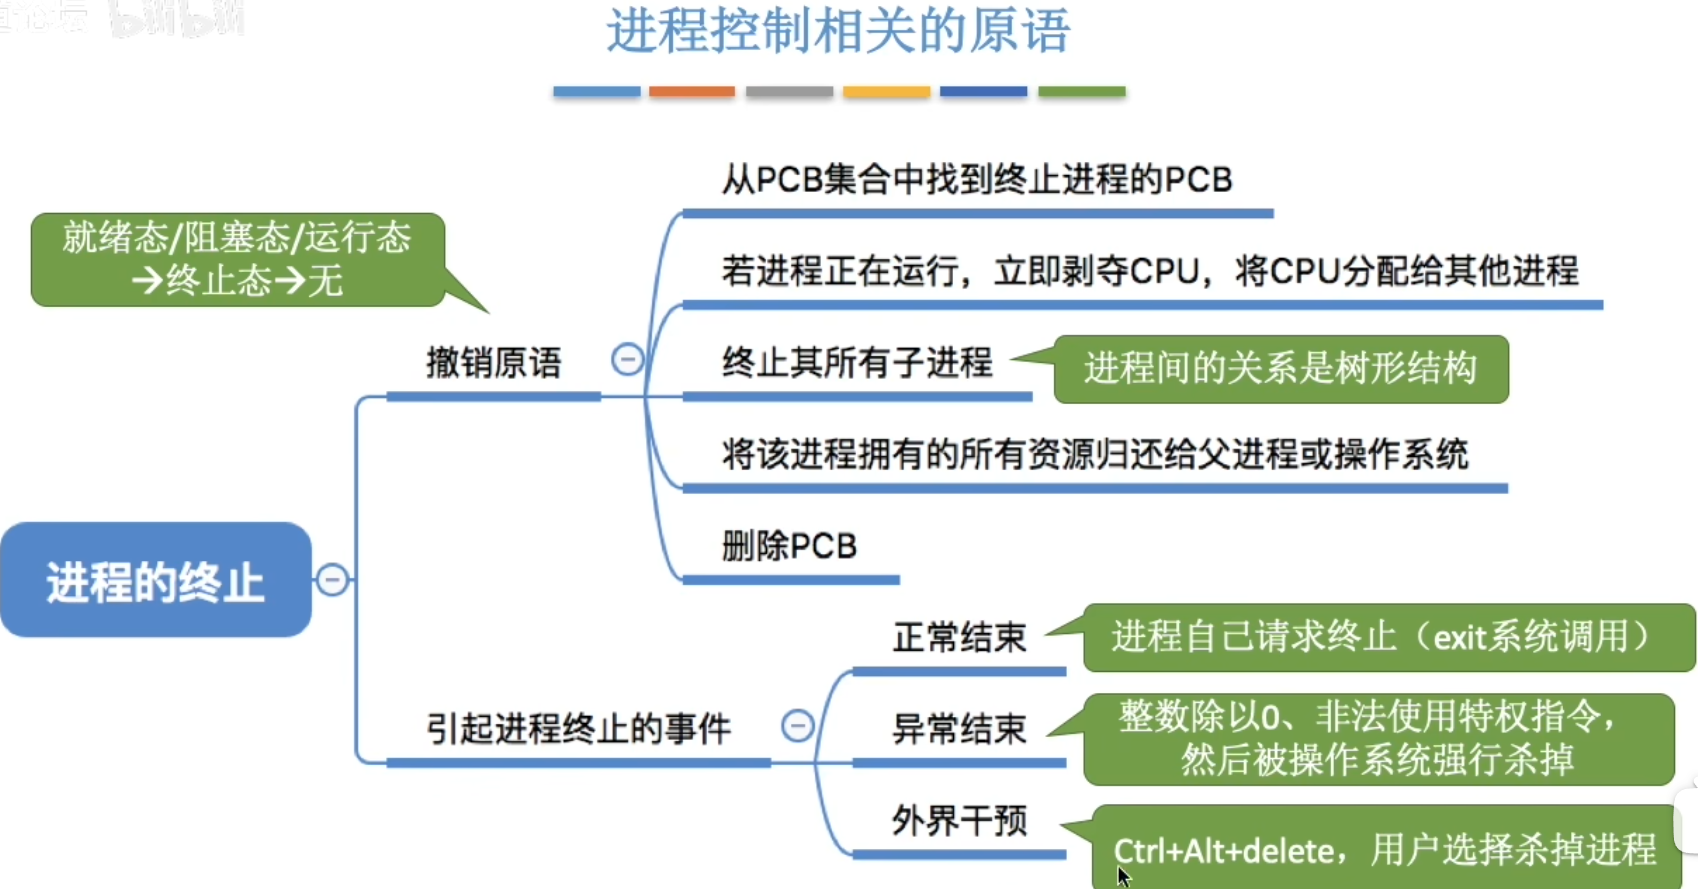 进程控制相关的原语
从PCB集合中找到终止进程的PCB
就绪态/阻塞态/运行态
→终止态→无
若进程正在运行，立即剥夺CPU，将CPU分配给其他进程
撤销原语
终止其所有子进程
进程间的关系是树形结构
将该进程拥有的所有资源归还给父进程或操作系统
删除PCB
进程的终止
正常结束
进程自己请求终止（exit系统调用）
引起进程终止的事件
异常结束
整数除以0、非法使用特权指令，
然后被操作系统强行杀掉
外界干预
Ctrl+Alt+delete，用户选择杀掉进程